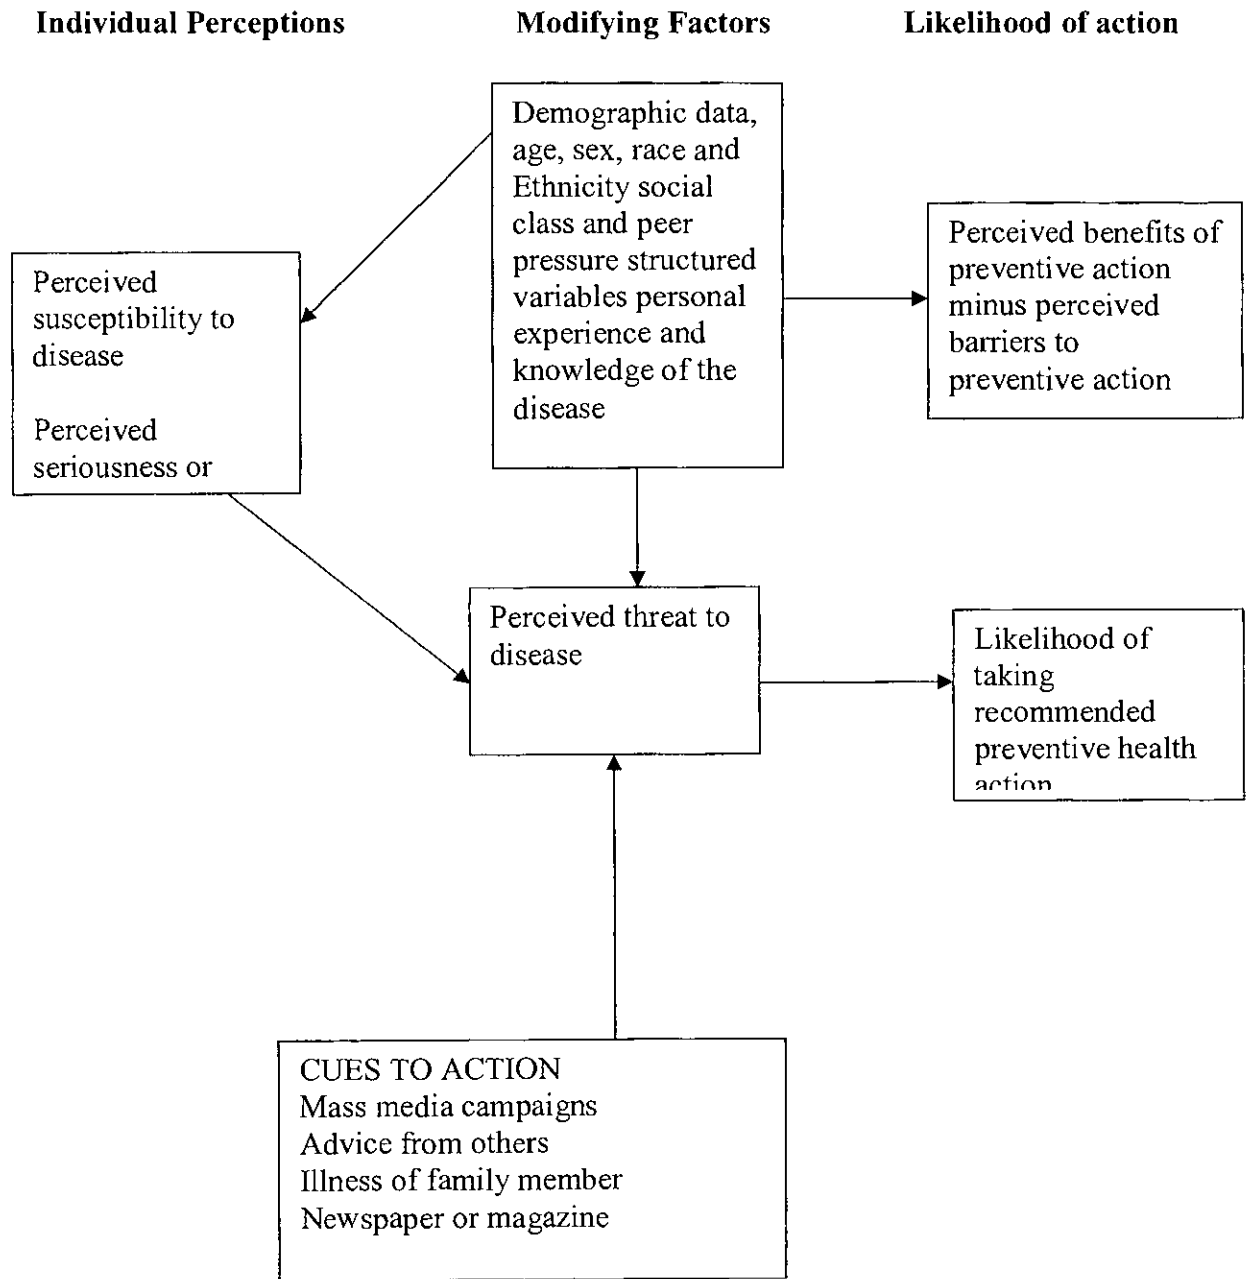 Individual Perceptions
Modifying Factors
Likelihood of action
Demographic data,
age, sex, race and
Ethnicity social
class and peer
pressure structured
variables personal
experience and
knowledge of the
disease
Perceived
susceptibility to
disease
Perceived
seriousness or
Perceived benefits of
preventive action
minus perceived
barriers to
preventive action
Perceived threat to
disease
Likelihood of
taking
recommended
preventive health
action
CUES TO ACTION
Mass media campaigns
Advice from others
Illness of family member
Newspaper or magazine